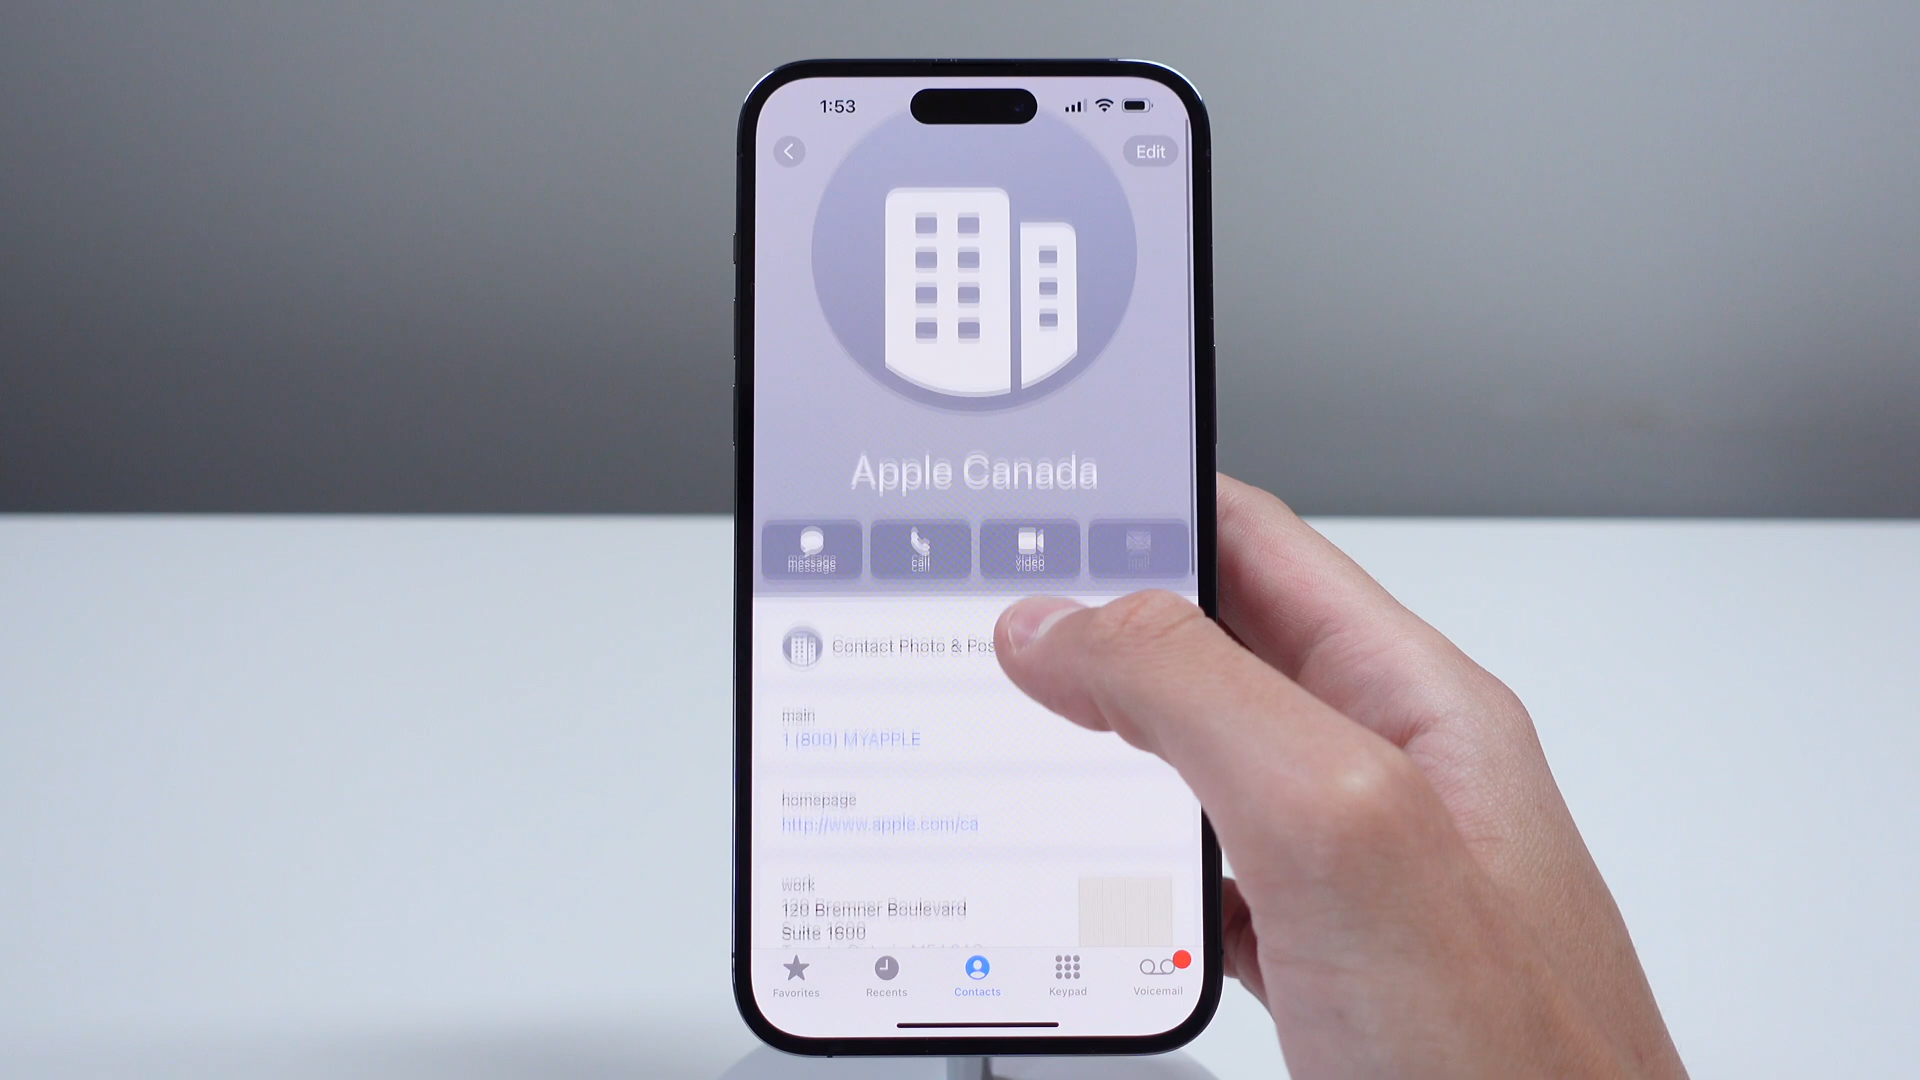 1:53
Edit
Apple Canada
message
call
video
mail
Contact Photo & Pos
main
1 (800) MYAPPLE
homepage
http://www.apple.com/ca
work
120 Bremner Boulevard
Suite 1600
Favorites
Recents
Contacts
Keypad
Voicemail